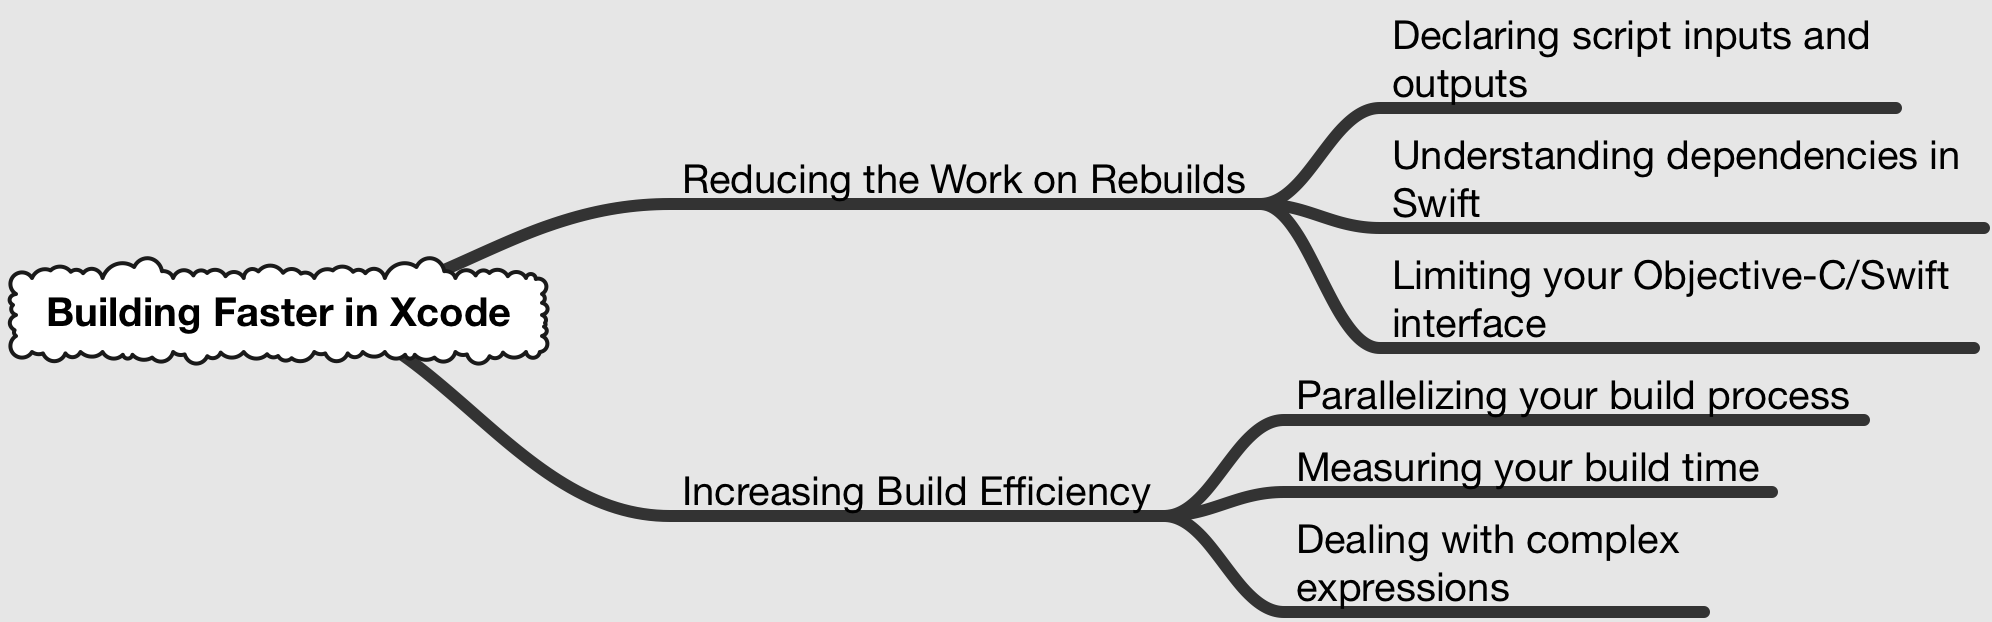 Building Faster in Xcode
Reducing the Work on Rebuilds
Declaring script inputs and
outputs
Understanding dependencies in
Swift
Limiting your Objective-C/Swift
interface
Increasing Build Efficiency
Parallelizing your build process
Measuring your build time
Dealing with complex
expressions